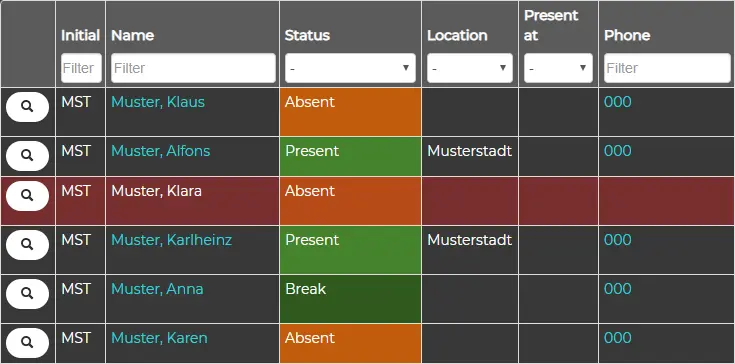 Present
Initial Name Status Location at Phone
Filter Filter - - - Filter
MST Muster, Klaus Absent 000
MST Muster, Alfons Present Musterstadt 000
MST Muster, Klara Absent
MST Muster, Karlheinz Present Musterstadt 000
MST Muster, Anna Break 000
MST Muster, Karen Absent 000